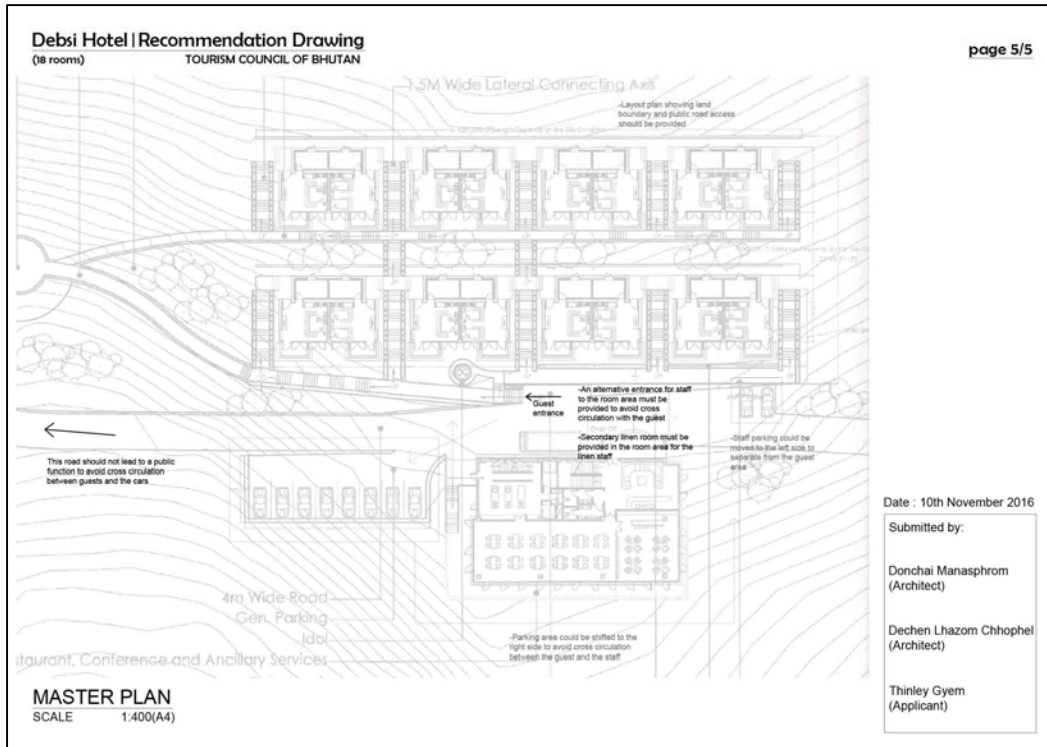 Debsi Hotel | Recommendation Drawing
(18 rooms) TOURISM COUNCIL OF BHUTAN
page 5/5
1.5M Wide Lateral Connecting Axis
-Layout plan showing land
boundary and public road access
should be provided
Guest
entrance
-An alternative entrance for staff
to the room area must be
provided to avoid cross
circulation with the guest
Drop-Off
-Secondary linen room must be
provided in the room area for the
linen staff
-Staff parking could be
moved to the left side to
seperate from the guest
area
This road should not lead to a public
function to avoid cross circulation
between guests and the cars
4m Wide Road
Gen. Parking
Idol
staurant, Conference and Ancillary Services
-Parking area could be shifted to the
right side to avoid cross circulation
between the guest and the staff
MASTER PLAN
SCALE 1:400(A4)
Date : 10th November 2016
Submitted by:
Donchai Manasphrom
(Architect)
Dechen Lhazom Chhophel
(Architect)
Thinley Gyem
(Applicant)